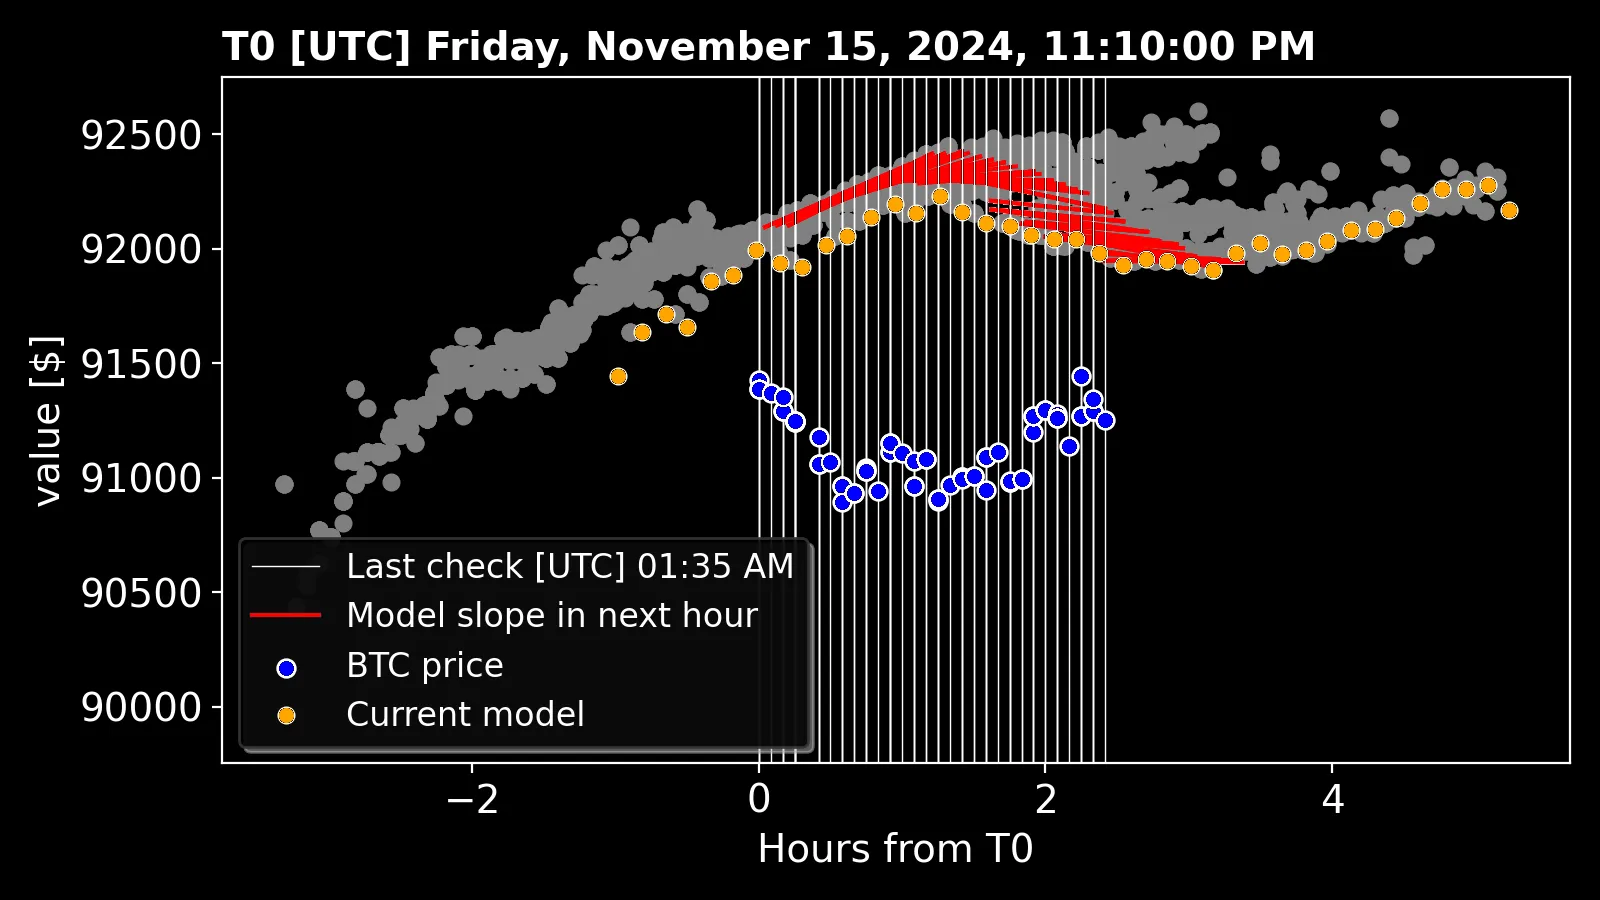 T0 [UTC] Friday, November 15, 2024, 11:10:00 PM
value [$]
92500
92000
91500
91000
90500
90000
Last check [UTC] 01:35 AM
Model slope in next hour
BTC price
Current model
−2 0 2 4
Hours from T0